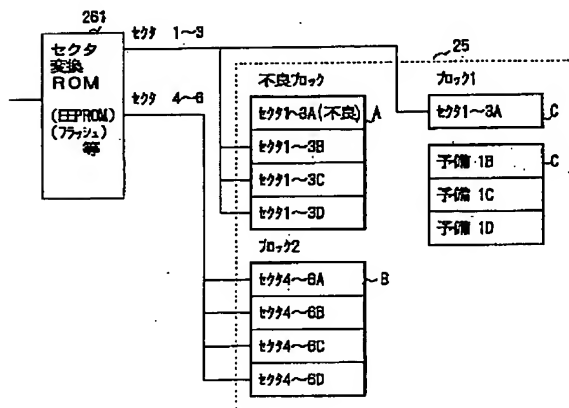 261
セクタ
変換
ROM
(EEPROM)
(フラッシュ)
等
セクタ 1〜3
セクタ 4〜6
25
不良ブロック
セクタ1〜3A(不良)
A
セクタ1〜3B
セクタ1〜3C
セクタ1〜3D
ブロック1
セクタ1〜3A
C
予備 1B
C
予備 1C
予備 1D
ブロック2
セクタ4〜6A
B
セクタ4〜6B
セクタ4〜6C
セクタ4〜6D